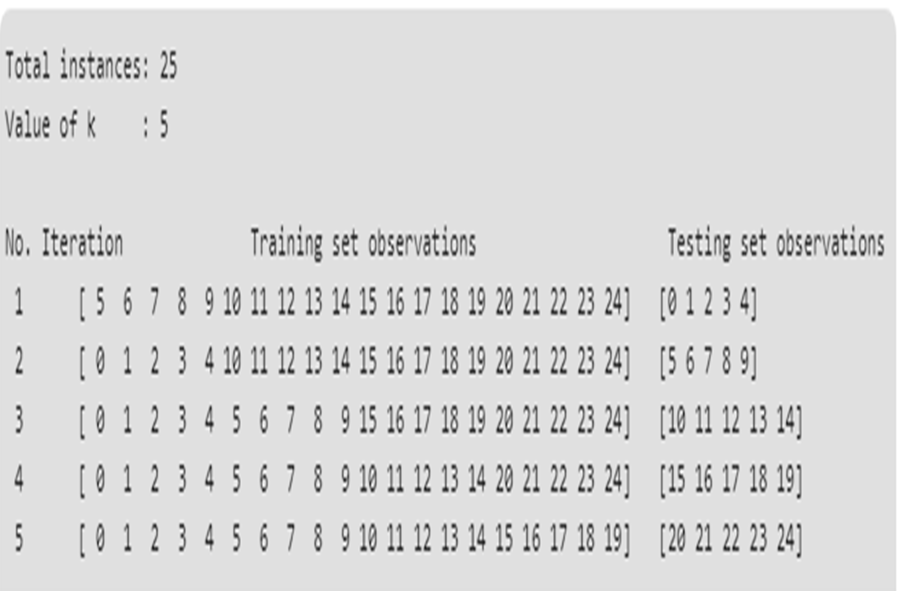 Total instances: 25
Value of k : 5
No. Iteration Training set observations Testing set observations
1 [ 5 6 7 8 9 10 11 12 13 14 15 16 17 18 19 20 21 22 23 24] [0 1 2 3 4]
2 [ 0 1 2 3 4 10 11 12 13 14 15 16 17 18 19 20 21 22 23 24] [5 6 7 8 9]
3 [ 0 1 2 3 4 5 6 7 8 9 15 16 17 18 19 20 21 22 23 24] [10 11 12 13 14]
4 [ 0 1 2 3 4 5 6 7 8 9 10 11 12 13 14 20 21 22 23 24] [15 16 17 18 19]
5 [ 0 1 2 3 4 5 6 7 8 9 10 11 12 13 14 15 16 17 18 19] [20 21 22 23 24]